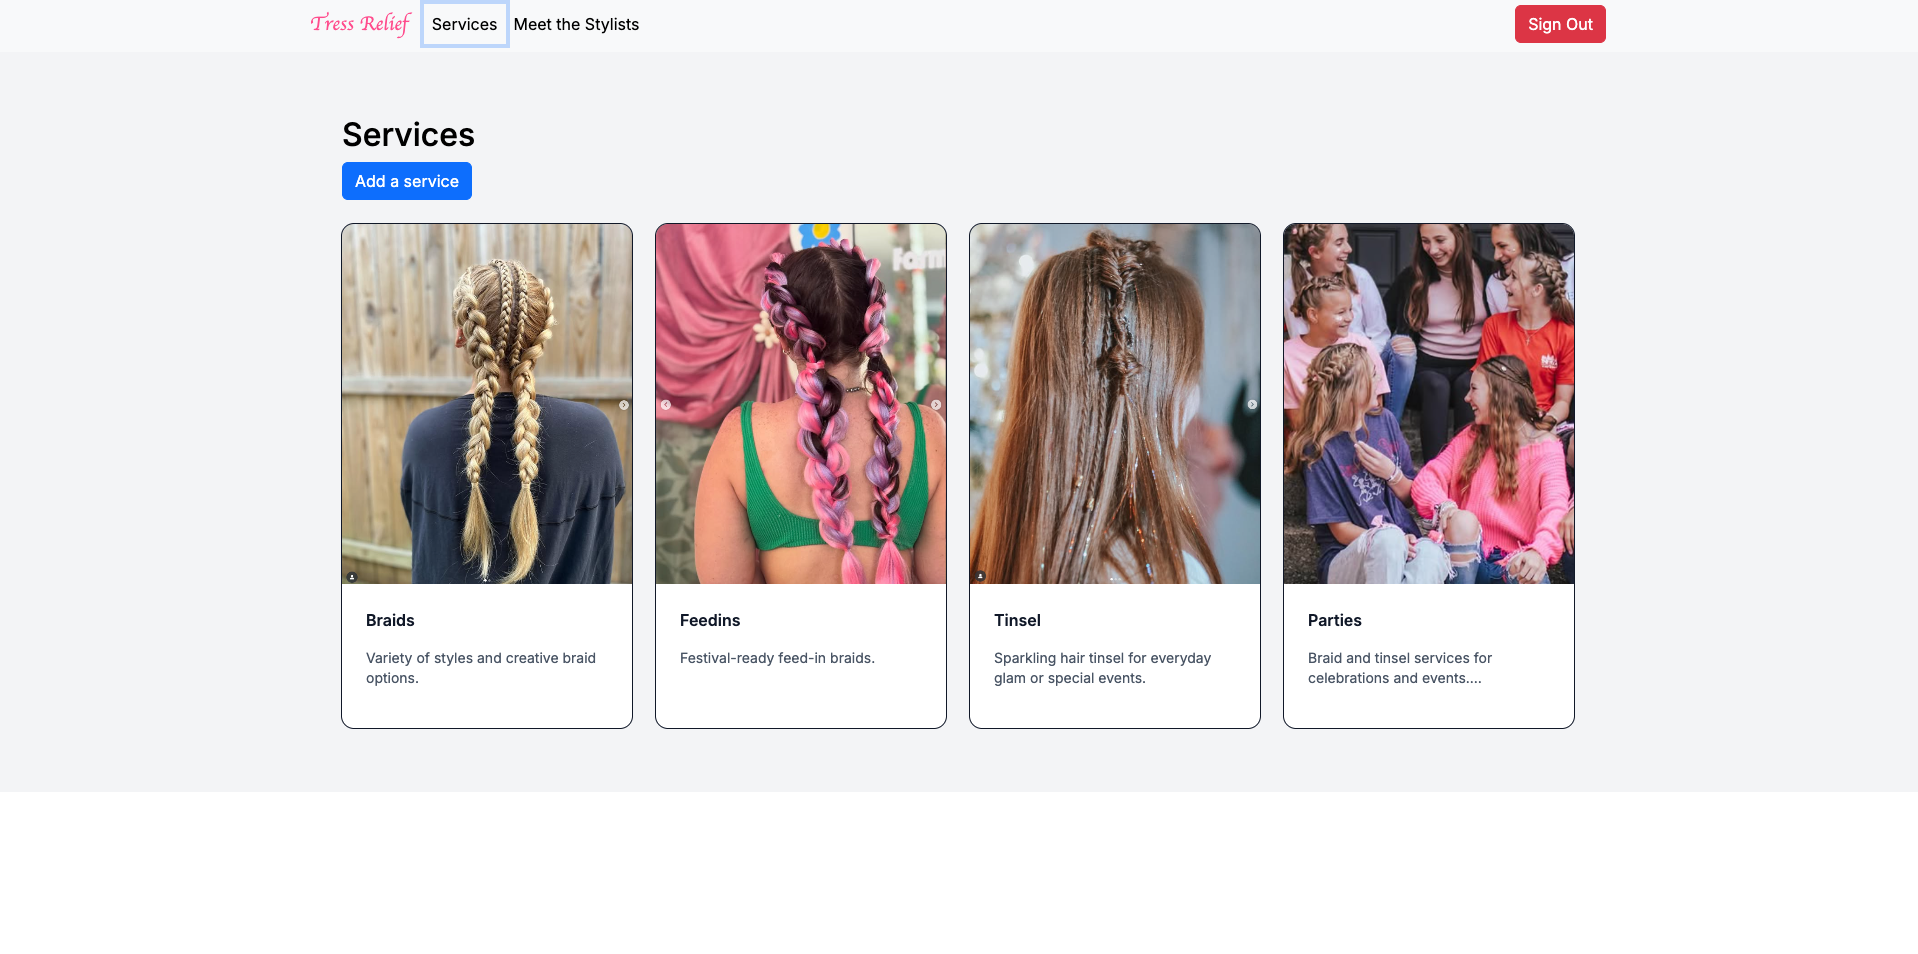 Tress Relief Services Meet the Stylists Sign Out
Services
Add a service
Braids
Variety of styles and creative braid
options.
Feedins
Festival-ready feed-in braids.
Tinsel
Sparkling hair tinsel for everyday
glam or special events.
Parties
Braid and tinsel services for
celebrations and events....